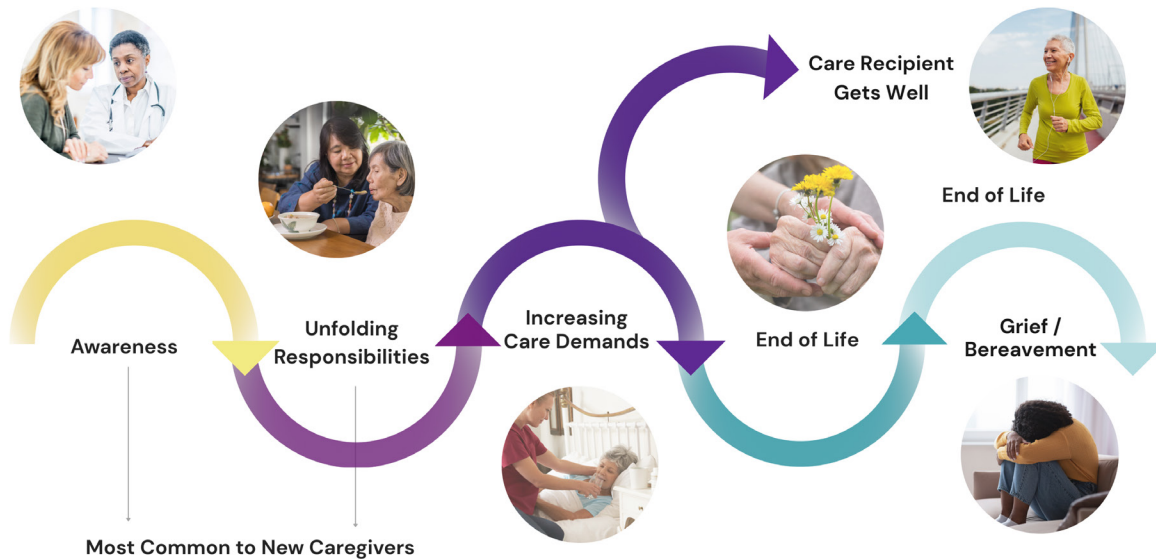 Awareness
Unfolding
Responsibilities
Increasing
Care Demands
Care Recipient
Gets Well
End of Life
End of Life
Grief /
Bereavement
Most Common to New Caregivers